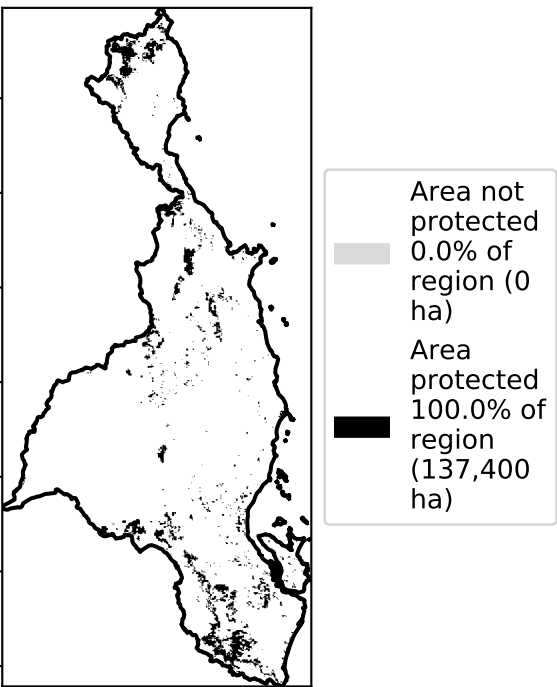 Area not
protected
0.0% of
region (0
ha)
Area
protected
100.0% of
region
(137,400
ha)